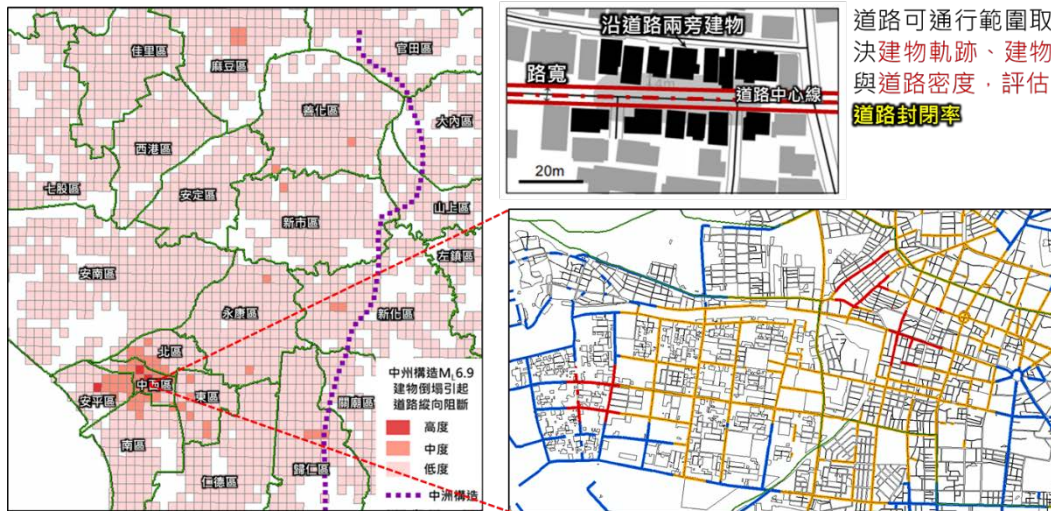 佳里區
麻豆區
官田區
善化區
大內區
西港區
七股區
安定區
山上區
新市區
左鎮區
安南區
永康區
新化區
北區
中西區
安平區
東區
南區
仁德區
歸仁區
關廟區
中州構造M 6.9
建物倒塌引起
道路縱向阻斷
高度
中度
低度
中洲構造
沿道路兩旁建物
路寬
14m
道路中心線
20m
道路可通行範圍取
決建物軌跡、建物
與道路密度，評估
道路封閉率